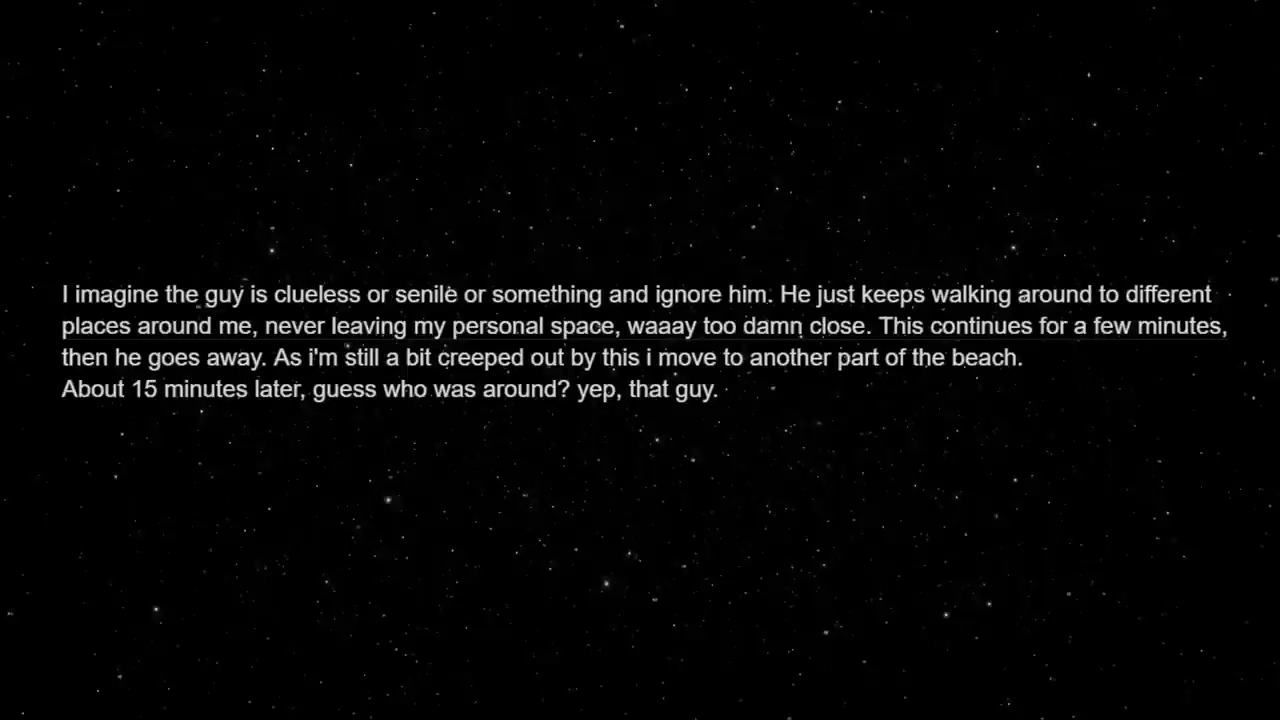 I imagine the guy is clueless or senile or something and ignore him. He just keeps walking around to different
places around me, never leaving my personal space, waaay too damn close. This continues for a few minutes,
then he goes away. As i'm still a bit creeped out by this i move to another part of the beach.
About 15 minutes later, guess who was around? yep, that guy.